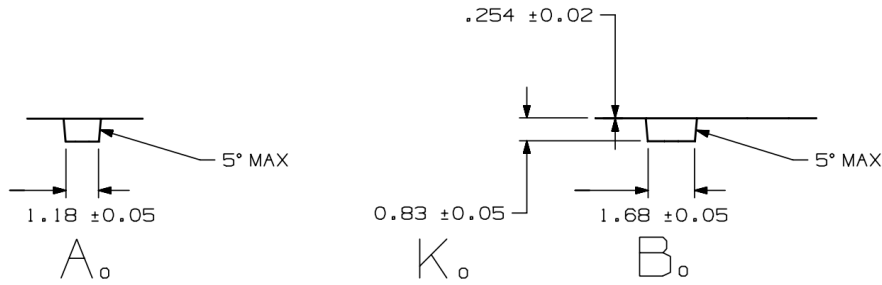 .254 ±0.02
5° MAX
5° MAX
1.18 ±0.05
0.83 ±0.05
1.68 ±0.05
Ao
Ko
Bo